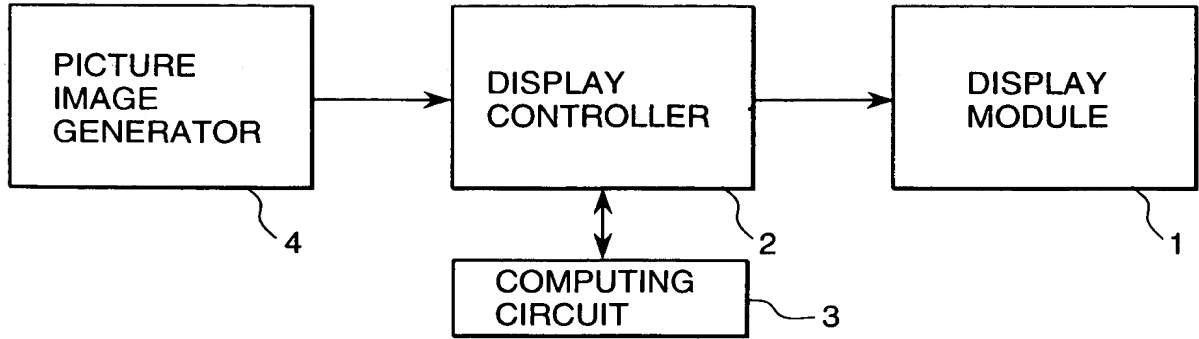 PICTURE
IMAGE
GENERATOR
4
DISPLAY
CONTROLLER
2
DISPLAY
MODULE
1
COMPUTING
CIRCUIT
3